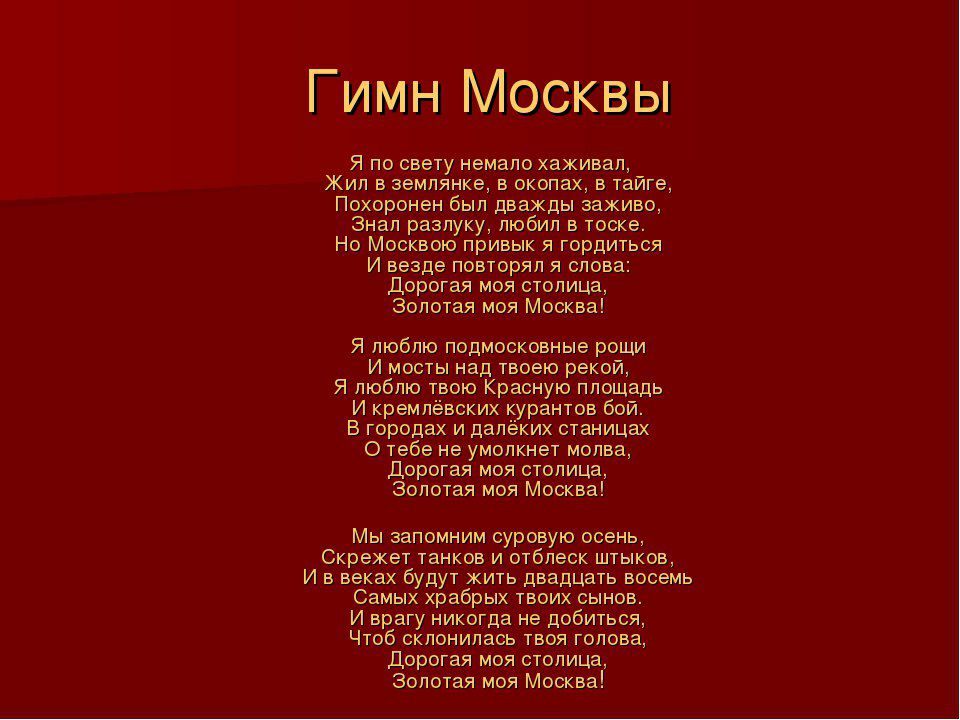 Гимн Москвы
Я по свету немало хаживал,
Жил в землянке, в окопах, в тайге,
Похоронен был дважды заживо,
Знал разлуку, любил в тоске.
Но Москвою привык я гордиться
И везде повторял я слова:
Дорогая моя столица,
Золотая моя Москва!
Я люблю подмосковные рощи
И мосты над твоею рекой,
Я люблю твою Красную площадь
И кремлёвских курантов бой.
В городах и далёких станицах
О тебе не умолкнет молва,
Дорогая моя столица,
Золотая моя Москва!
Мы запомним суровую осень,
Скрежет танков и отблеск штыков,
И в веках будут жить двадцать восемь
Самых храбрых твоих сынов.
И врагу никогда не добиться,
Чтоб склонилась твоя голова,
Дорогая моя столица,
Золотая моя Москва!